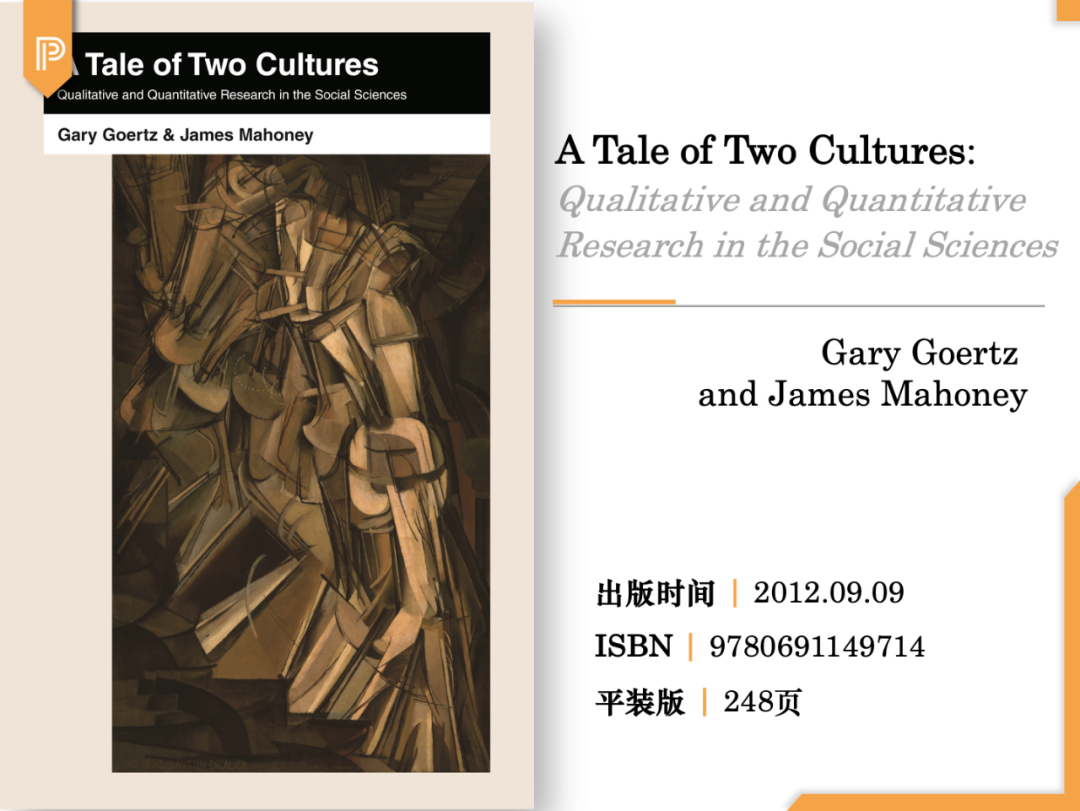 A Tale of Two Cultures
Qualitative and Quantitative Research in the Social Sciences
Gary Goertz & James Mahoney
A Tale of Two Cultures:
Qualitative and Quantitative
Research in the Social Sciences
Gary Goertz
and James Mahoney
出版时间 | 2012.09.09
ISBN | 9780691149714
平装版 | 248页